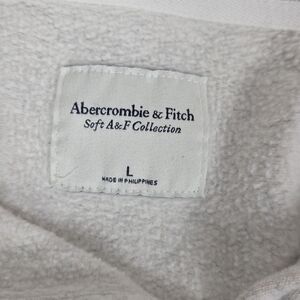 Abercrombie & Fitch
Soft A&F Collection
L
MADE IN PHILIPPINES